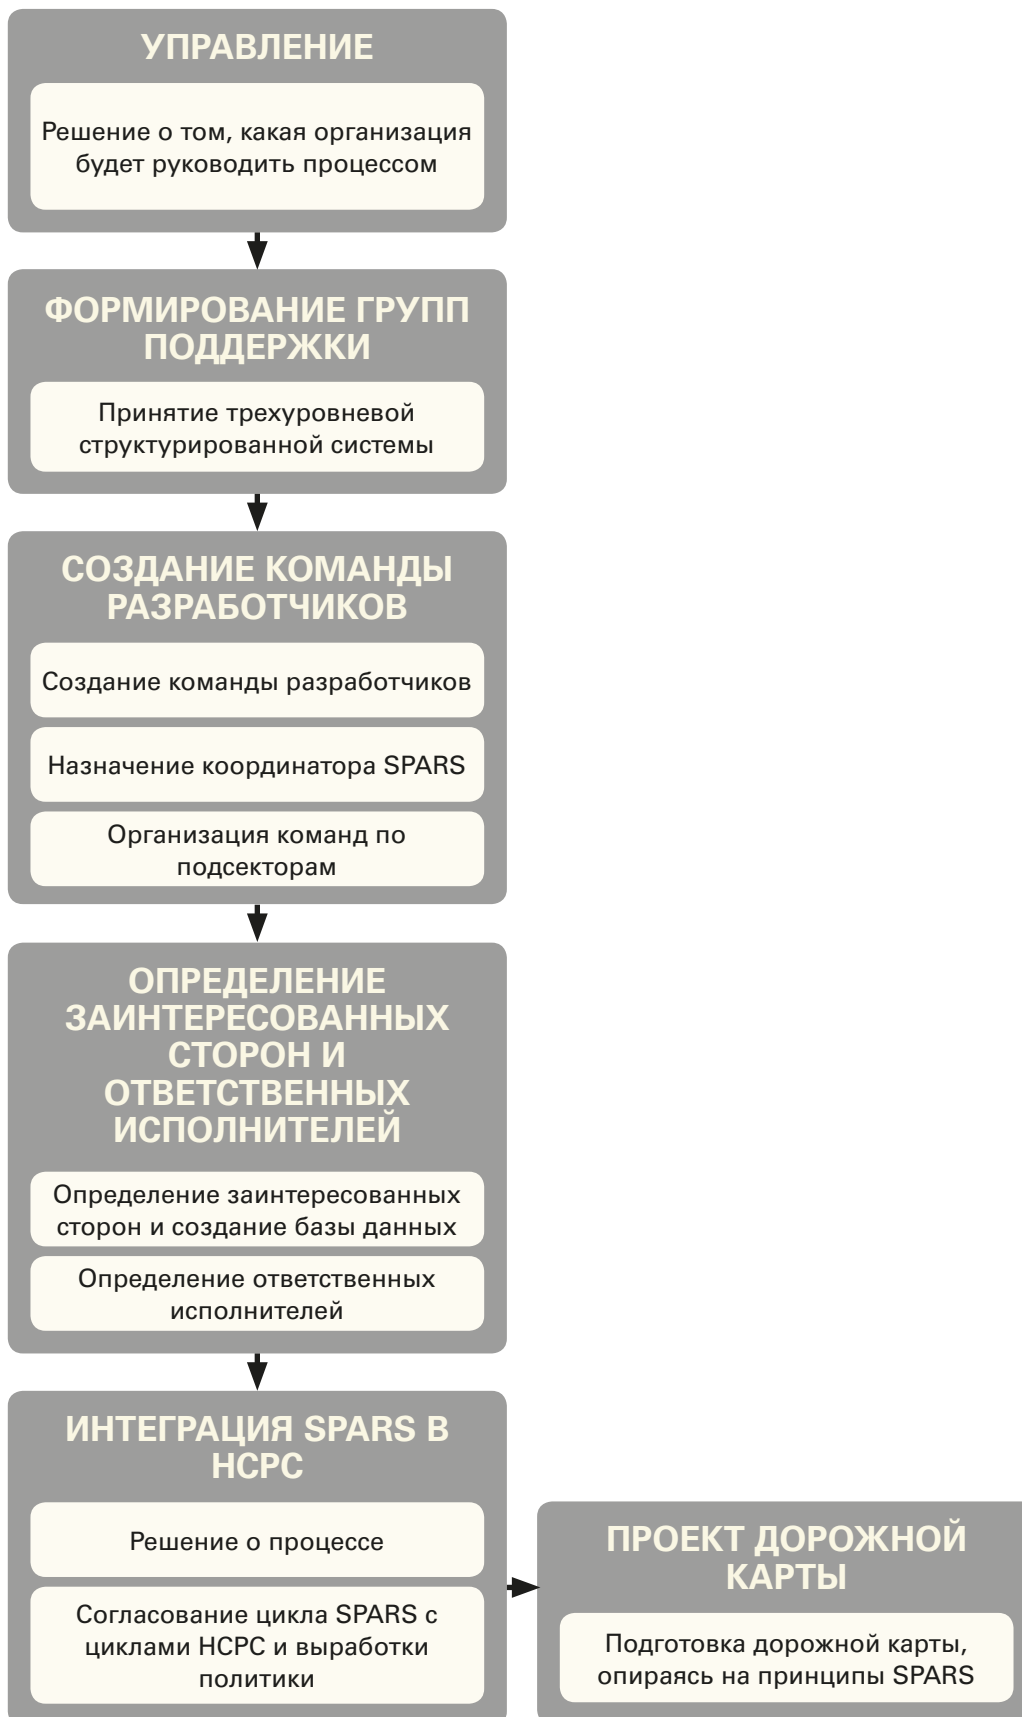 УПРАВЛЕНИЕ
Решение о том, какая организация
будет руководить процессом
ФОРМИРОВАНИЕ ГРУПП
ПОДДЕРЖКИ
Принятие трехуровневой
структурированной системы
СОЗДАНИЕ КОМАНДЫ
РАЗРАБОТЧИКОВ
Создание команды разработчиков
Назначение координатора SPARS
Организация команд по
подсекторам
ОПРЕДЕЛЕНИЕ
ЗАИНТЕРЕСОВАННЫХ
СТОРОН И
ОТВЕТСТВЕННЫХ
ИСПОЛНИТЕЛЕЙ
Определение заинтересованных
сторон и создание базы данных
Определение ответственных
исполнителей
ИНТЕГРАЦИЯ SPARS В
НСРС
Решение о процессе
Согласование цикла SPARS с
циклами НСРС и выработки
политики
ПРОЕКТ ДОРОЖНОЙ
КАРТЫ
Подготовка дорожной карты,
опираясь на принципы SPARS